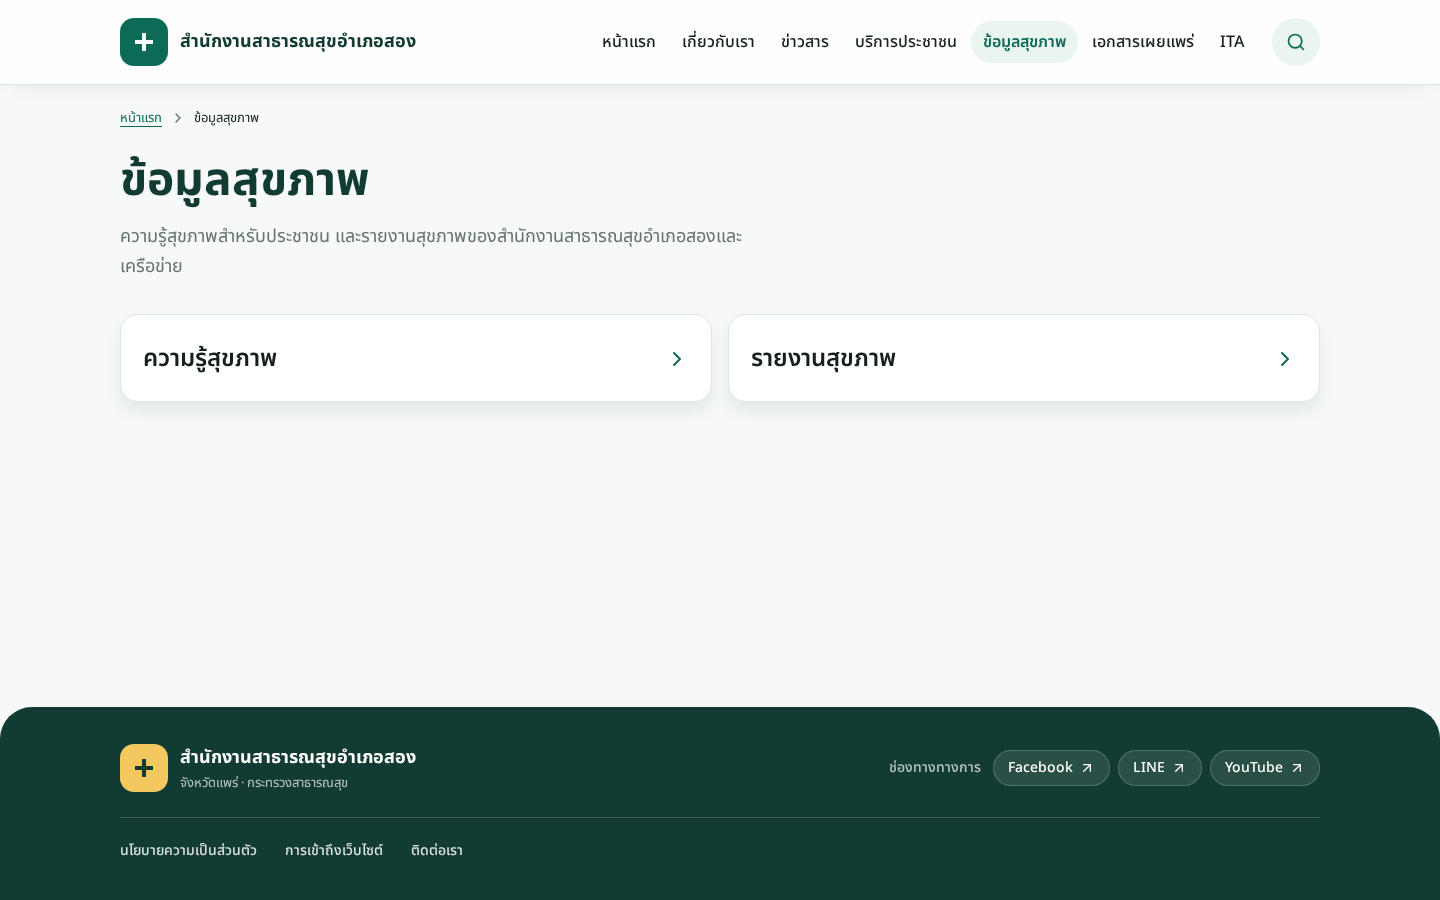 สำนักงานสาธารณสุขอำเภอสอง
หน้าแรก เกี่ยวกับเรา ข่าวสาร บริการประชาชน ข้อมูลสุขภาพ เอกสารเผยแพร่ ITA
หน้าแรก ข้อมูลสุขภาพ
ข้อมูลสุขภาพ
ความรู้สุขภาพสำหรับประชาชน และรายงานสุขภาพของสำนักงานสาธารณสุขอำเภอสองและ
เครือข่าย
ความรู้สุขภาพ
รายงานสุขภาพ
สำนักงานสาธารณสุขอำเภอสอง
จังหวัดแพร่ · กระทรวงสาธารณสุข
ช่องทางทางการ Facebook LINE YouTube
นโยบายความเป็นส่วนตัว การเข้าถึงเว็บไซต์ ติดต่อเรา